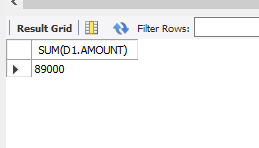 Result Grid Filter Rows:
SUM(D1.AMOUNT)
89000